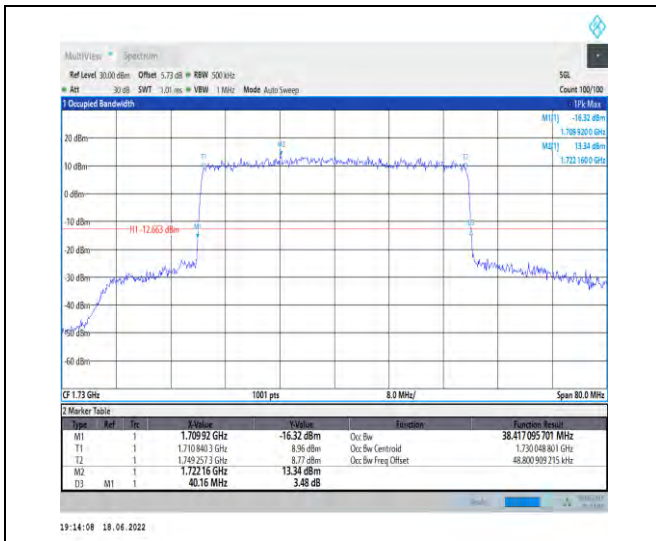 MultiView Spectrum
Ref Level 30.00 dBm Offset 5.73 dB RBW 500 kHz SGL
Att 30 dB SWT 1.01 ms VBW 1 MHz Mode Auto Sweep Count 100/100
1 Occupied Bandwidth 1Pk Max
M1[1] -16.32 dBm
1.709 920 0 GHz
M2[1] 13.34 dBm
1.722 160 0 GHz
20 dBm
T1 M2 T2
10 dBm
0 dBm
-10 dBm
H1 -12.663 dBm M1 D3
-20 dBm
-30 dBm
-40 dBm
-50 dBm
-60 dBm
CF 1.73 GHz 1001 pts 8.0 MHz/ Span 80.0 MHz
2 Marker Table
Type Ref Trc X-Value Y-Value Function Function Result
M1 1 1.709 92 GHz -16.32 dBm Occ Bw 38.417 095 701 MHz
T1 1 1.710 840 3 GHz 8.96 dBm Occ Bw Centroid 1.730 048 801 GHz
T2 1 1.749 257 3 GHz 8.77 dBm Occ Bw Freq Offset 48.800 909 215 kHz
M2 1 1.722 16 GHz 13.34 dBm
D3 M1 1 40.16 MHz 3.48 dB
19:14:08 18.06.2022